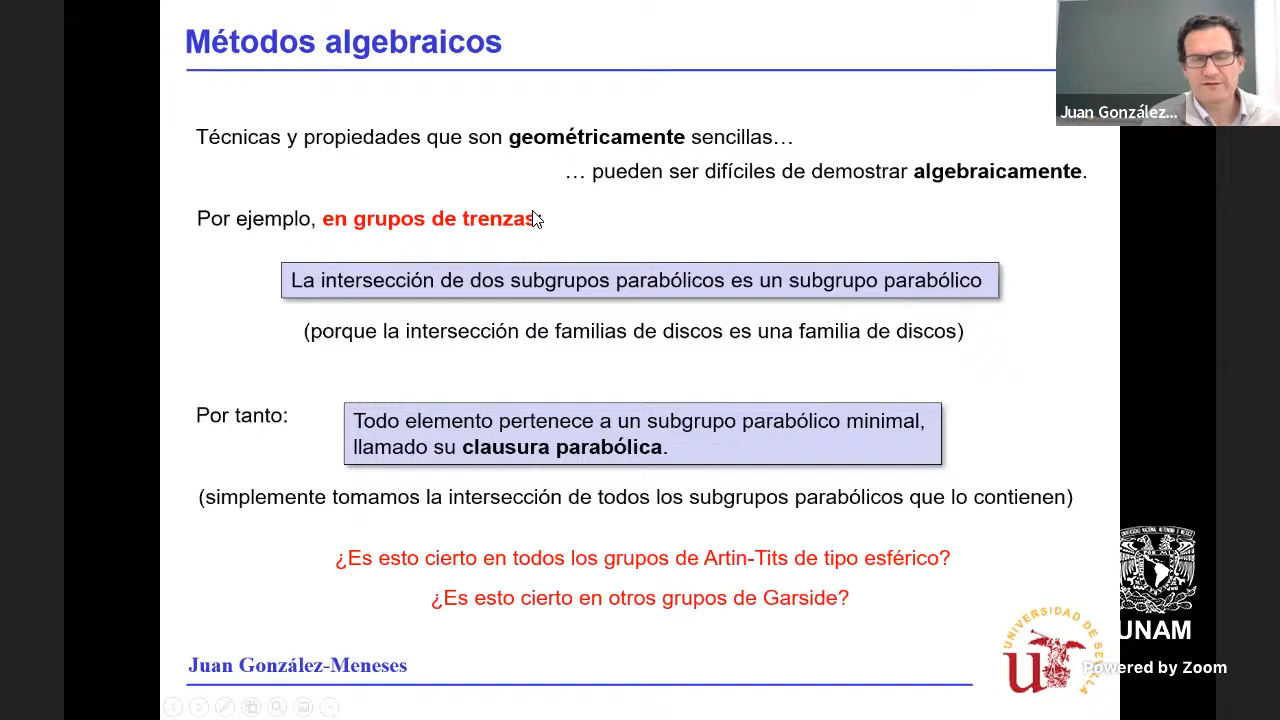 Métodos algebraicos
Juan González...
Técnicas y propiedades que son geométricamente sencillas…
… pueden ser difíciles de demostrar algebraicamente.
Por ejemplo, en grupos de trenzas:
La intersección de dos subgrupos parabólicos es un subgrupo parabólico
(porque la intersección de familias de discos es una familia de discos)
Por tanto:
Todo elemento pertenece a un subgrupo parabólico minimal,
llamado su clausura parabólica.
(simplemente tomamos la intersección de todos los subgrupos parabólicos que lo contienen)
¿Es esto cierto en todos los grupos de Artin-Tits de tipo esférico?
¿Es esto cierto en otros grupos de Garside?
Juan González-Meneses
UNIVERSIDAD DE SEVILLA
UNAM
Powered by Zoom